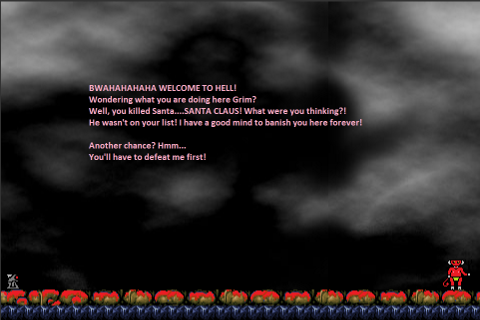 BWAHAHAHAHA WELCOME TO HELL!
Wondering what you are doing here Grim?
Well, you killed Santa....SANTA CLAUS! What were you thinking?!
He wasn't on your list! I have a good mind to banish you here forever!
Another chance? Hmm...
You'll have to defeat me first!